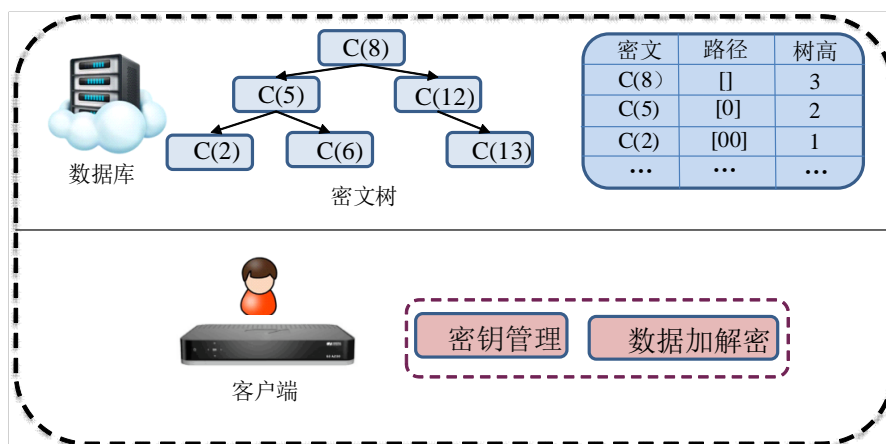 C(8)
C(5)
C(12)
C(2)
C(6)
C(13)
数据库
密文树
密文 路径 树高
C(8) [] 3
C(5) [0] 2
C(2) [00] 1
… … …
密钥管理
数据加解密
客户端